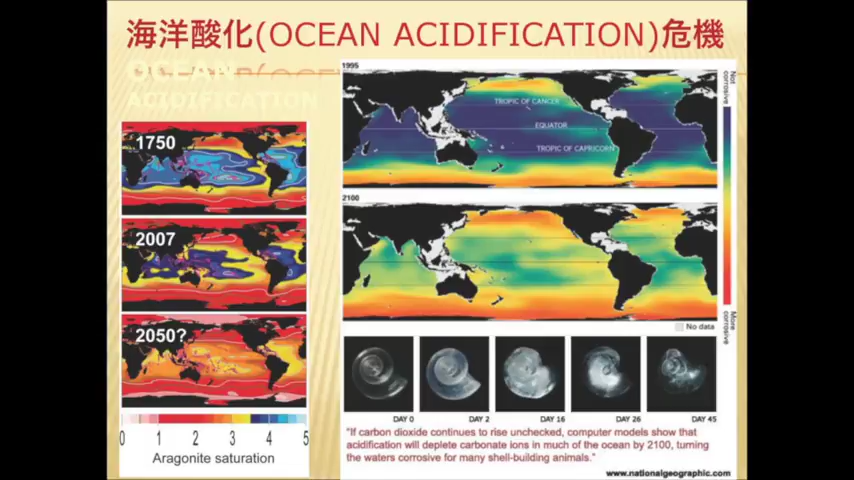 海洋酸化(OCEAN ACIDIFICATION)危機
OCEAN
ACIDIFICATION
1750
2007
2050?
0 1 2 3 4 5
Aragonite saturation
1995
TROPIC OF CANCER
EQUATOR
TROPIC OF CAPRICORN
2100
Not corrosive
More corrosive
No data
DAY 0 DAY 2 DAY 16 DAY 26 DAY 45
"If carbon dioxide continues to rise unchecked, computer models show that
acidification will deplete carbonate ions in much of the ocean by 2100, turning
the waters corrosive for many shell-building animals."
www.nationalgeographic.com